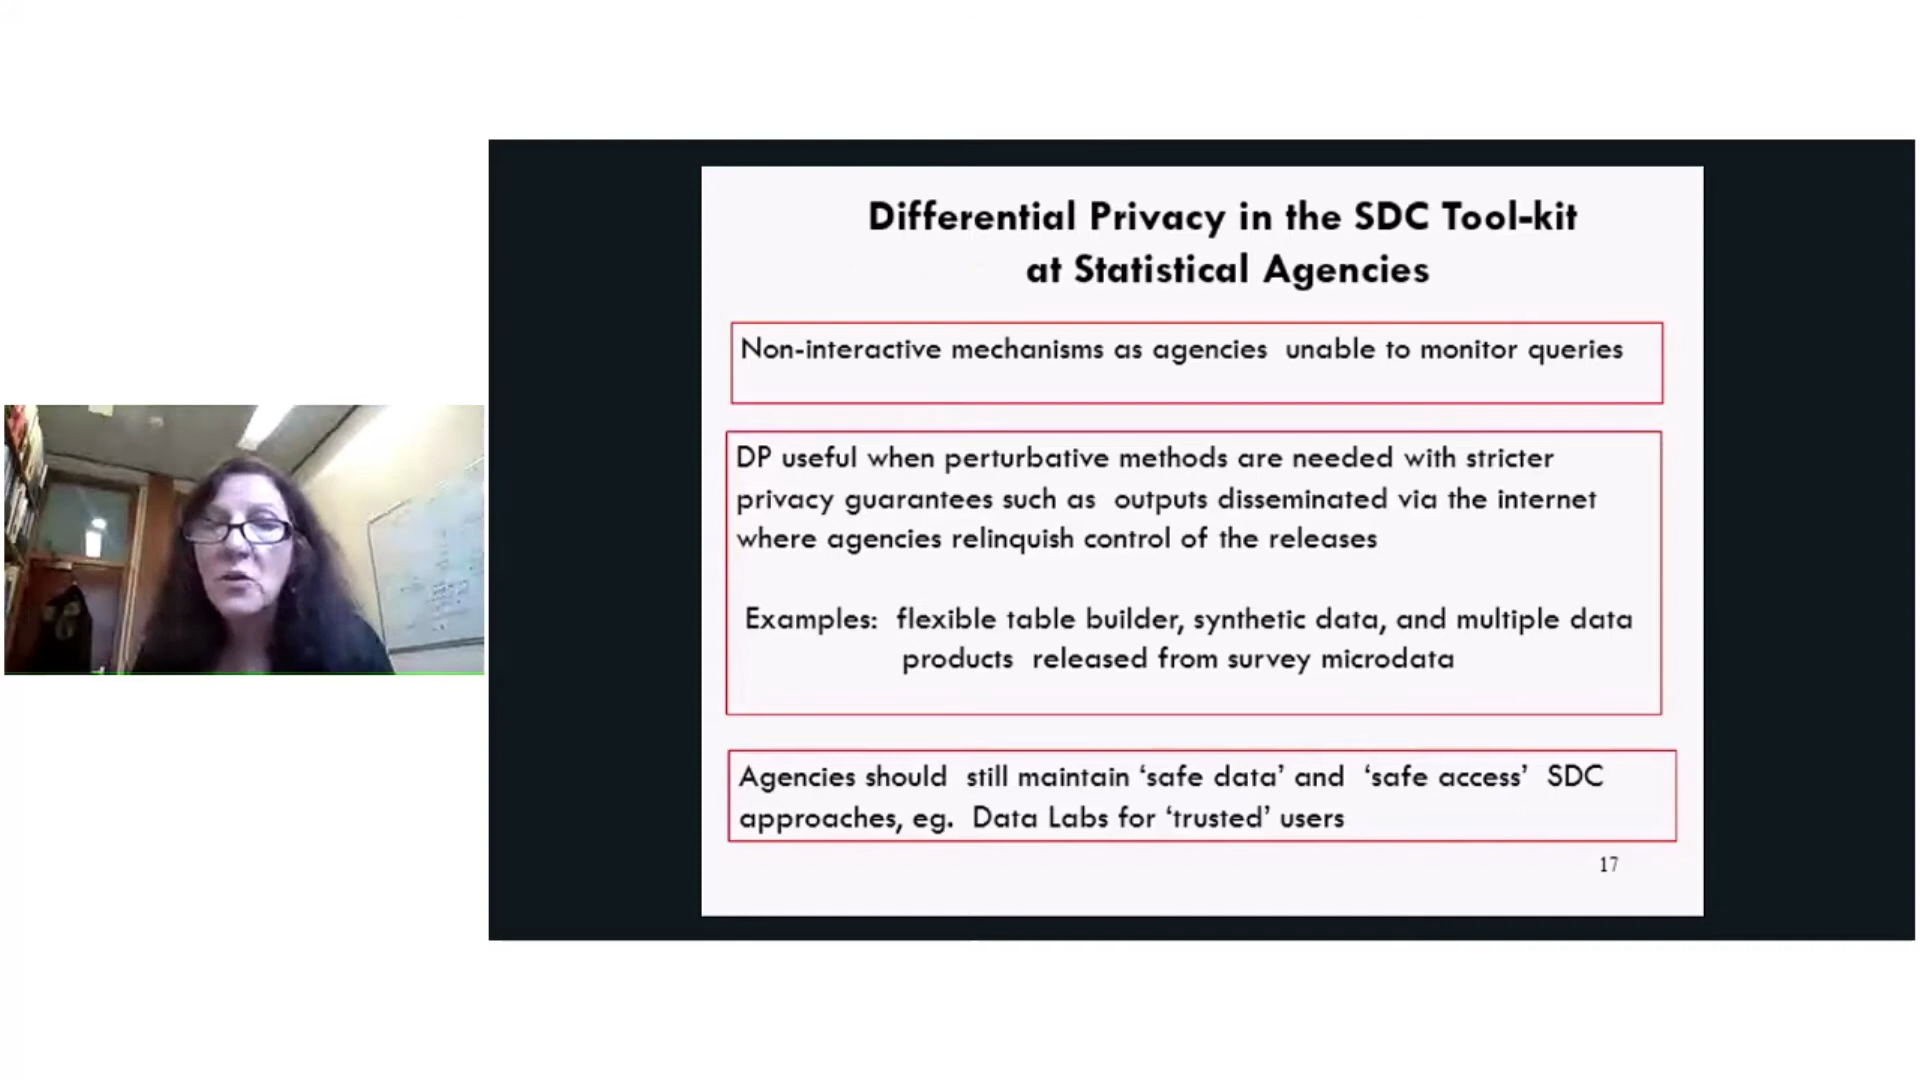 Differential Privacy in the SDC Tool-kit
at Statistical Agencies
Non-interactive mechanisms as agencies unable to monitor queries
DP useful when perturbative methods are needed with stricter
privacy guarantees such as outputs disseminated via the internet
where agencies relinquish control of the releases
Examples: flexible table builder, synthetic data, and multiple data
products released from survey microdata
Agencies should still maintain ‘safe data’ and ‘safe access’ SDC
approaches, eg. Data Labs for ‘trusted’ users
17